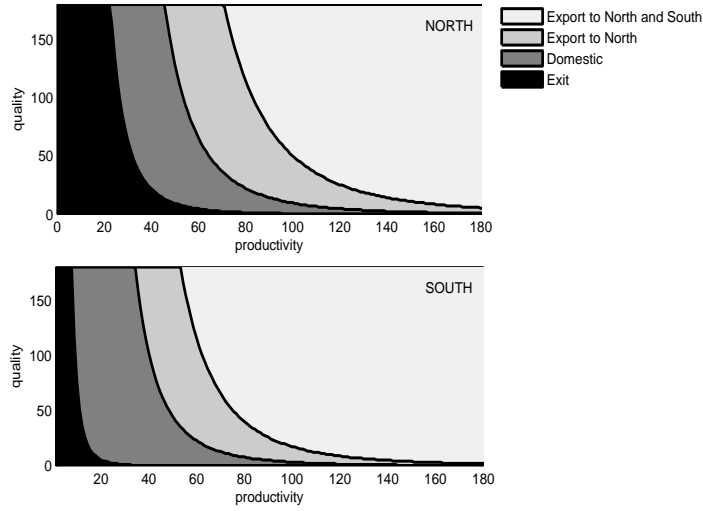 NORTH
Export to North and South
Export to North
Domestic
Exit
quality
150
100
50
0
0 20 40 60 80 100 120 140 160 180
productivity
SOUTH
quality
150
100
50
0
20 40 60 80 100 120 140 160 180
productivity